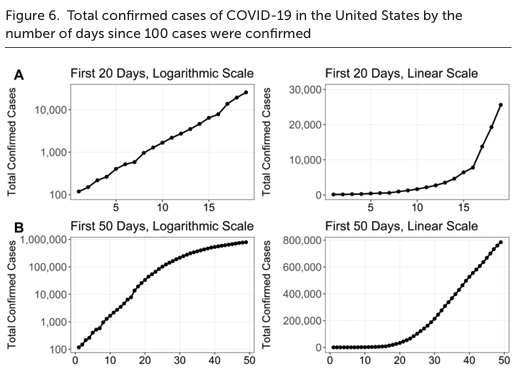 Figure 6.  Total confirmed cases of COVID-19 in the United States by the
number of days since 100 cases were confirmed
A
First 20 Days, Logarithmic Scale
Total Confirmed Cases
10,000
1,000
100
5
10
15
First 20 Days, Linear Scale
Total Confirmed Cases
30,000
20,000
10,000
0
5
10
15
B
First 50 Days, Logarithmic Scale
Total Confirmed Cases
1,000,000
100,000
10,000
1,000
100
0
10
20
30
40
50
First 50 Days, Linear Scale
Total Confirmed Cases
800,000
600,000
400,000
200,000
0
0
10
20
30
40
50